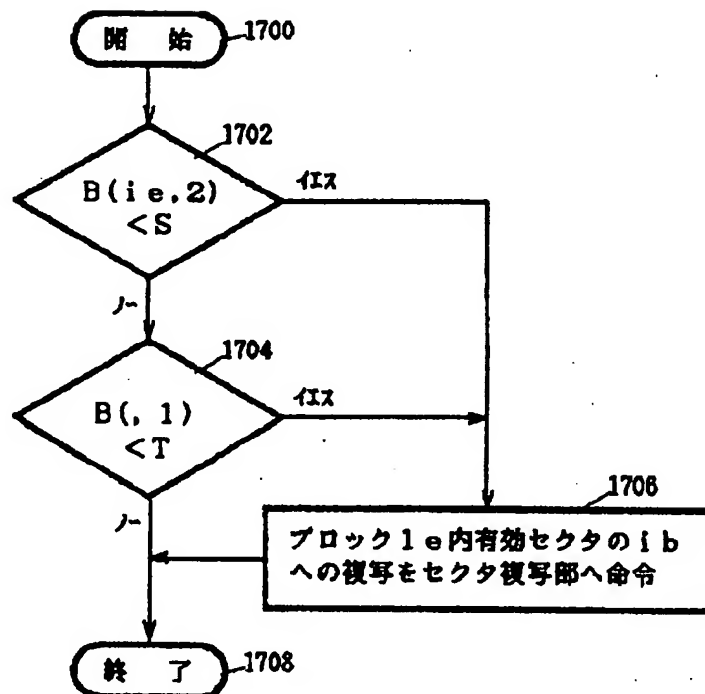 開 始
1700
1702
B(ie,2)
<S
イエス
ノー
1704
B(, 1)
<T
イエス
ノー
1706
ブロックie内有効セクタのib
への複写をセクタ複写部へ命令
終 了
1708